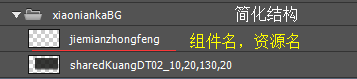 xiaoniankaBG 简化结构
jiemianzhongfeng 组件名，资源名
sharedKuangDT02_10,20,130,20